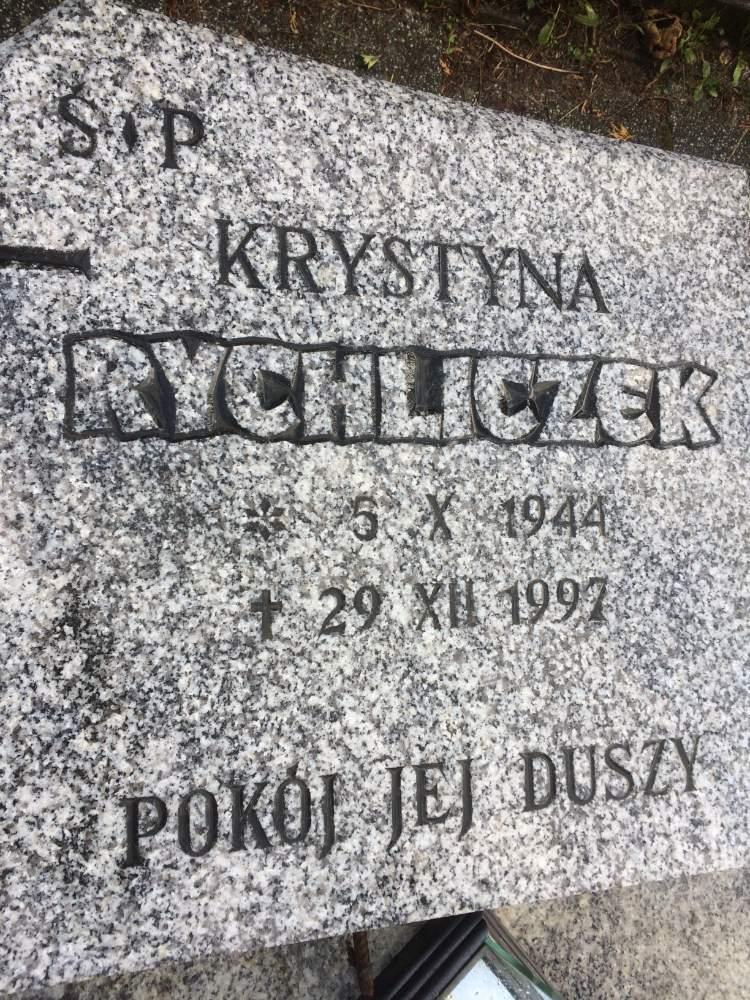 Ś P
KRYSTYNA
RYCHLICZEK
* 5 X 1944
✝ 29 XII 1997
POKÓJ JEJ DUSZY